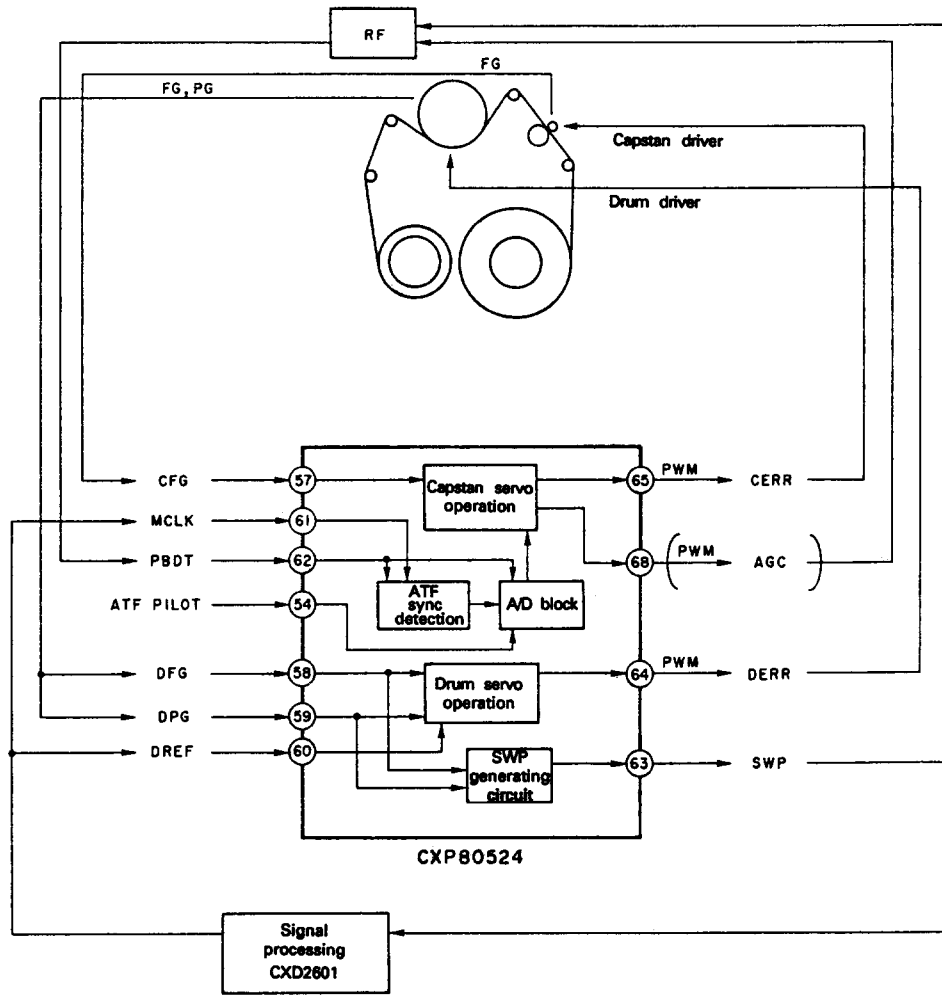 RF
FG
FG, PG
Capstan driver
Drum driver
CFG
57
Capstan servo
operation
65
PWM
CERR
MCLK
61
PBDT
62
68
(PWM
AGC)
ATF PILOT
54
ATF
sync
detection
A/D block
DFG
58
Drum servo
operation
64
PWM
DERR
DPG
59
DREF
60
SWP
generating
circuit
63
SWP
CXP80524
Signal
processing
CXD2601